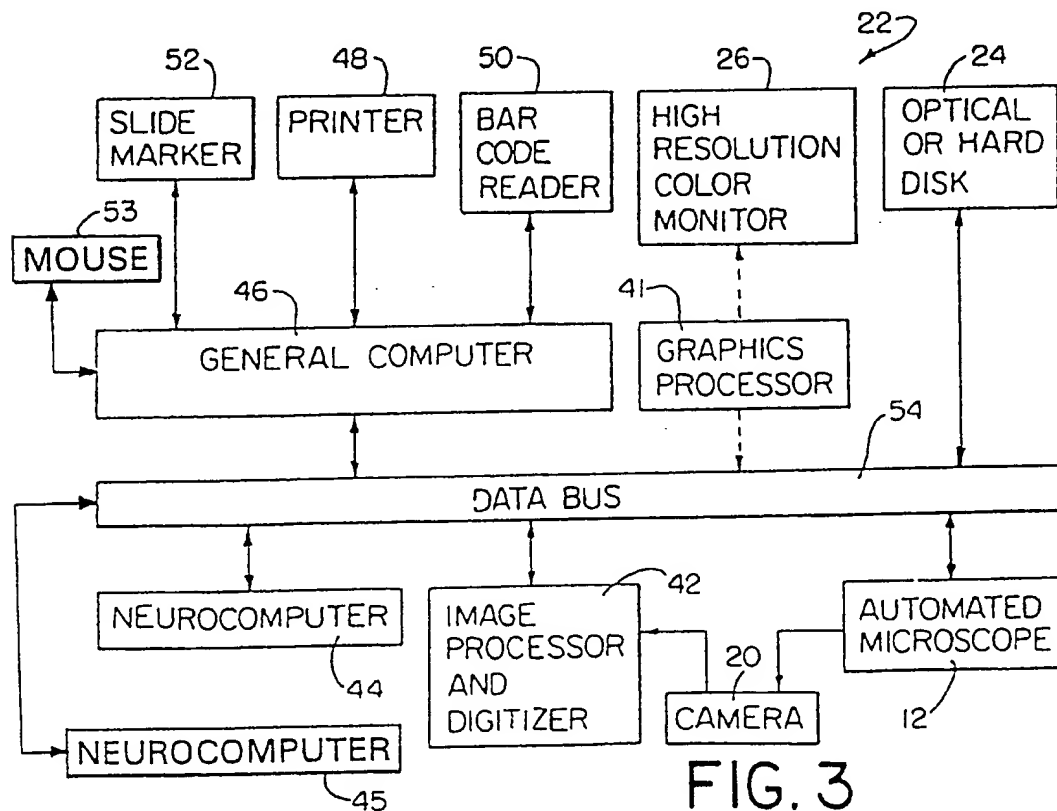 22
52
48
50
26
24
SLIDE
MARKER
PRINTER
BAR
CODE
READER
HIGH
RESOLUTION
COLOR
MONITOR
OPTICAL
OR HARD
DISK
53
MOUSE
46
GENERAL COMPUTER
41
GRAPHICS
PROCESSOR
54
DATA BUS
NEUROCOMPUTER
44
42
IMAGE
PROCESSOR
AND
DIGITIZER
20
CAMERA
AUTOMATED
MICROSCOPE
12
NEUROCOMPUTER
45
FIG. 3